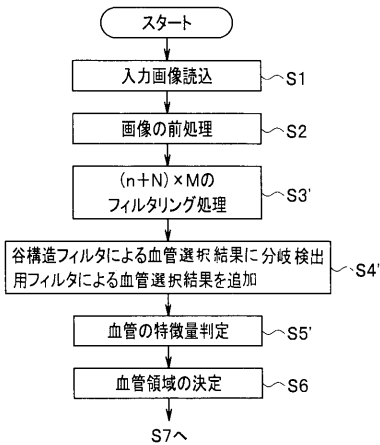 スタート
入力画像読込
S1
画像の前処理
S2
(n+N)×Mの
フィルタリング処理
S3'
谷構造フィルタによる血管選択結果に分岐検出
用フィルタによる血管選択結果を追加
S4'
血管の特徴量判定
S5'
血管領域の決定
S6
S7へ